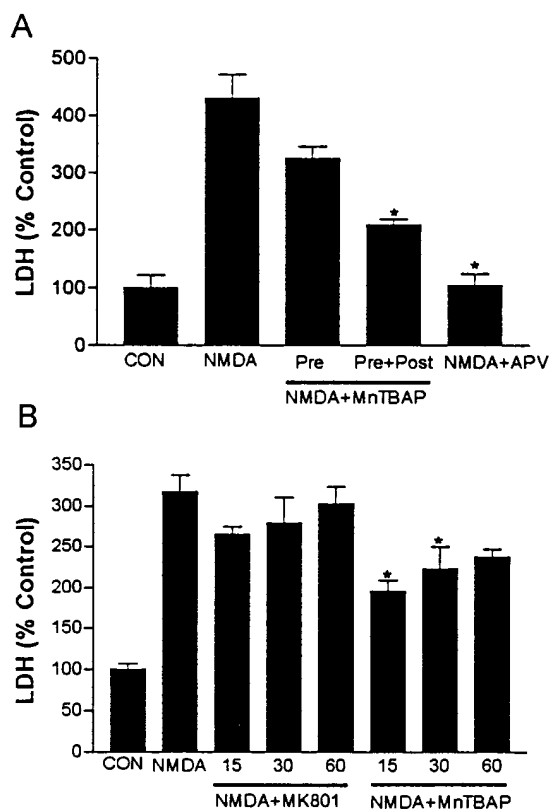 A
LDH (% Control)
500
400
300
200
100
0
CON NMDA Pre Pre+Post NMDA+APV
* *
NMDA+MnTBAP
B
LDH (% Control)
350
300
250
200
150
100
50
0
* *
CON NMDA 15 30 60 15 30 60
NMDA+MK801 NMDA+MnTBAP